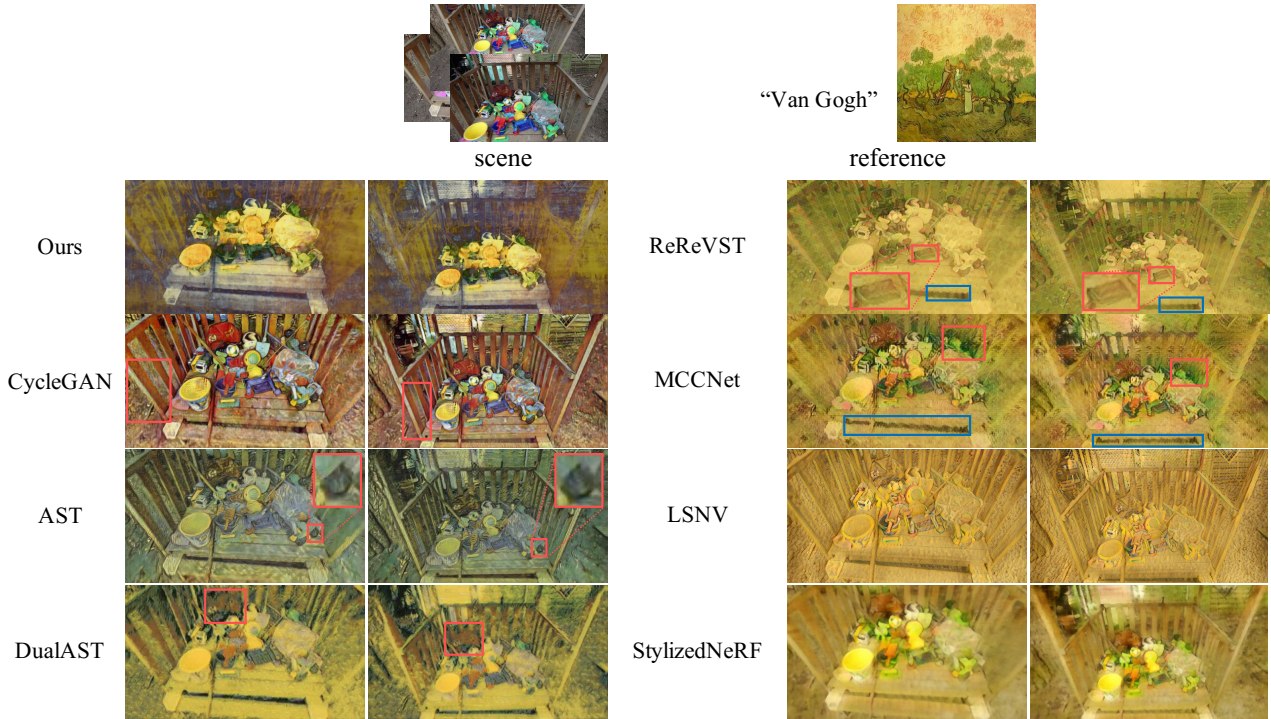 “Van Gogh”
scene
reference
Ours
ReReVST
CycleGAN
MCCNet
AST
LSNV
DualAST
StylizedNeRF